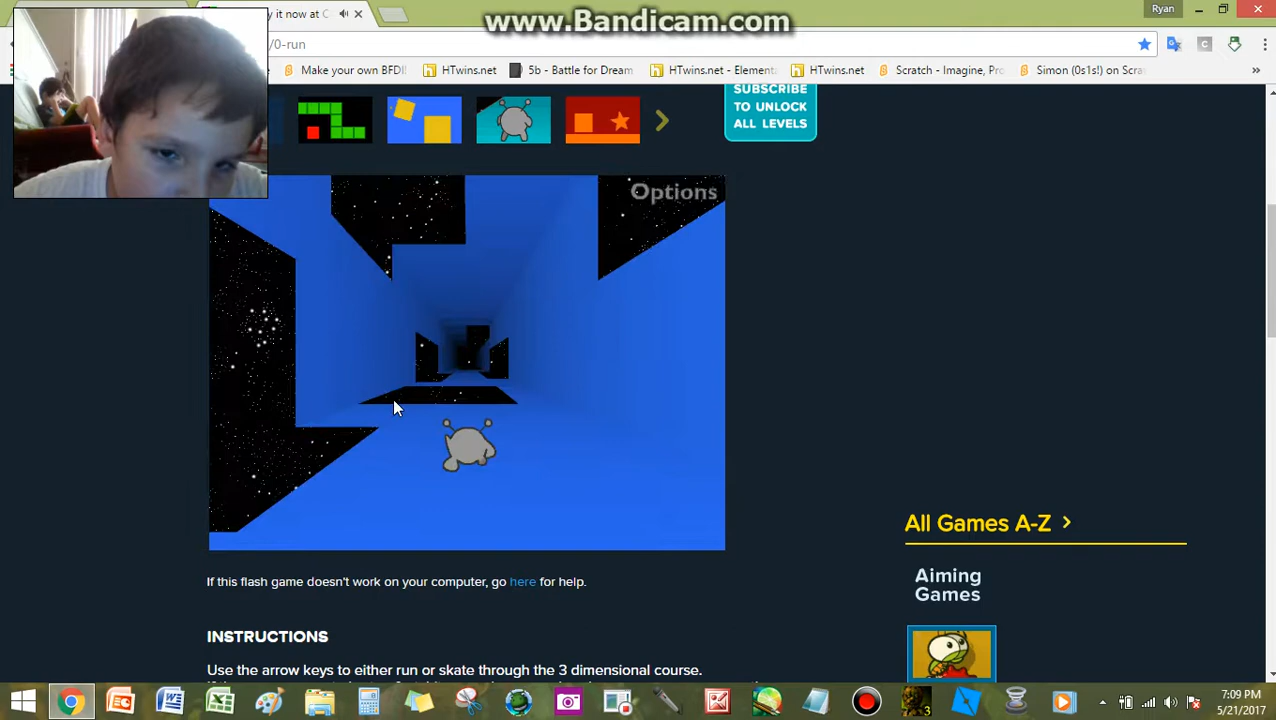 www.Bandicam.com
y it now at C
Ryan
/0-run
Make your own BFDI!
HTwins.net
5b - Battle for Dream
HTwins.net - Elementa
HTwins.net
Scratch - Imagine, Pro
Simon (0s1s!) on Scra
SUBSCRIBE
TO UNLOCK
ALL LEVELS
Options
If this flash game doesn't work on your computer, go here for help.
All Games A-Z
Aiming
Games
INSTRUCTIONS
Use the arrow keys to either run or skate through the 3 dimensional course.
7:09 PM
5/21/2017